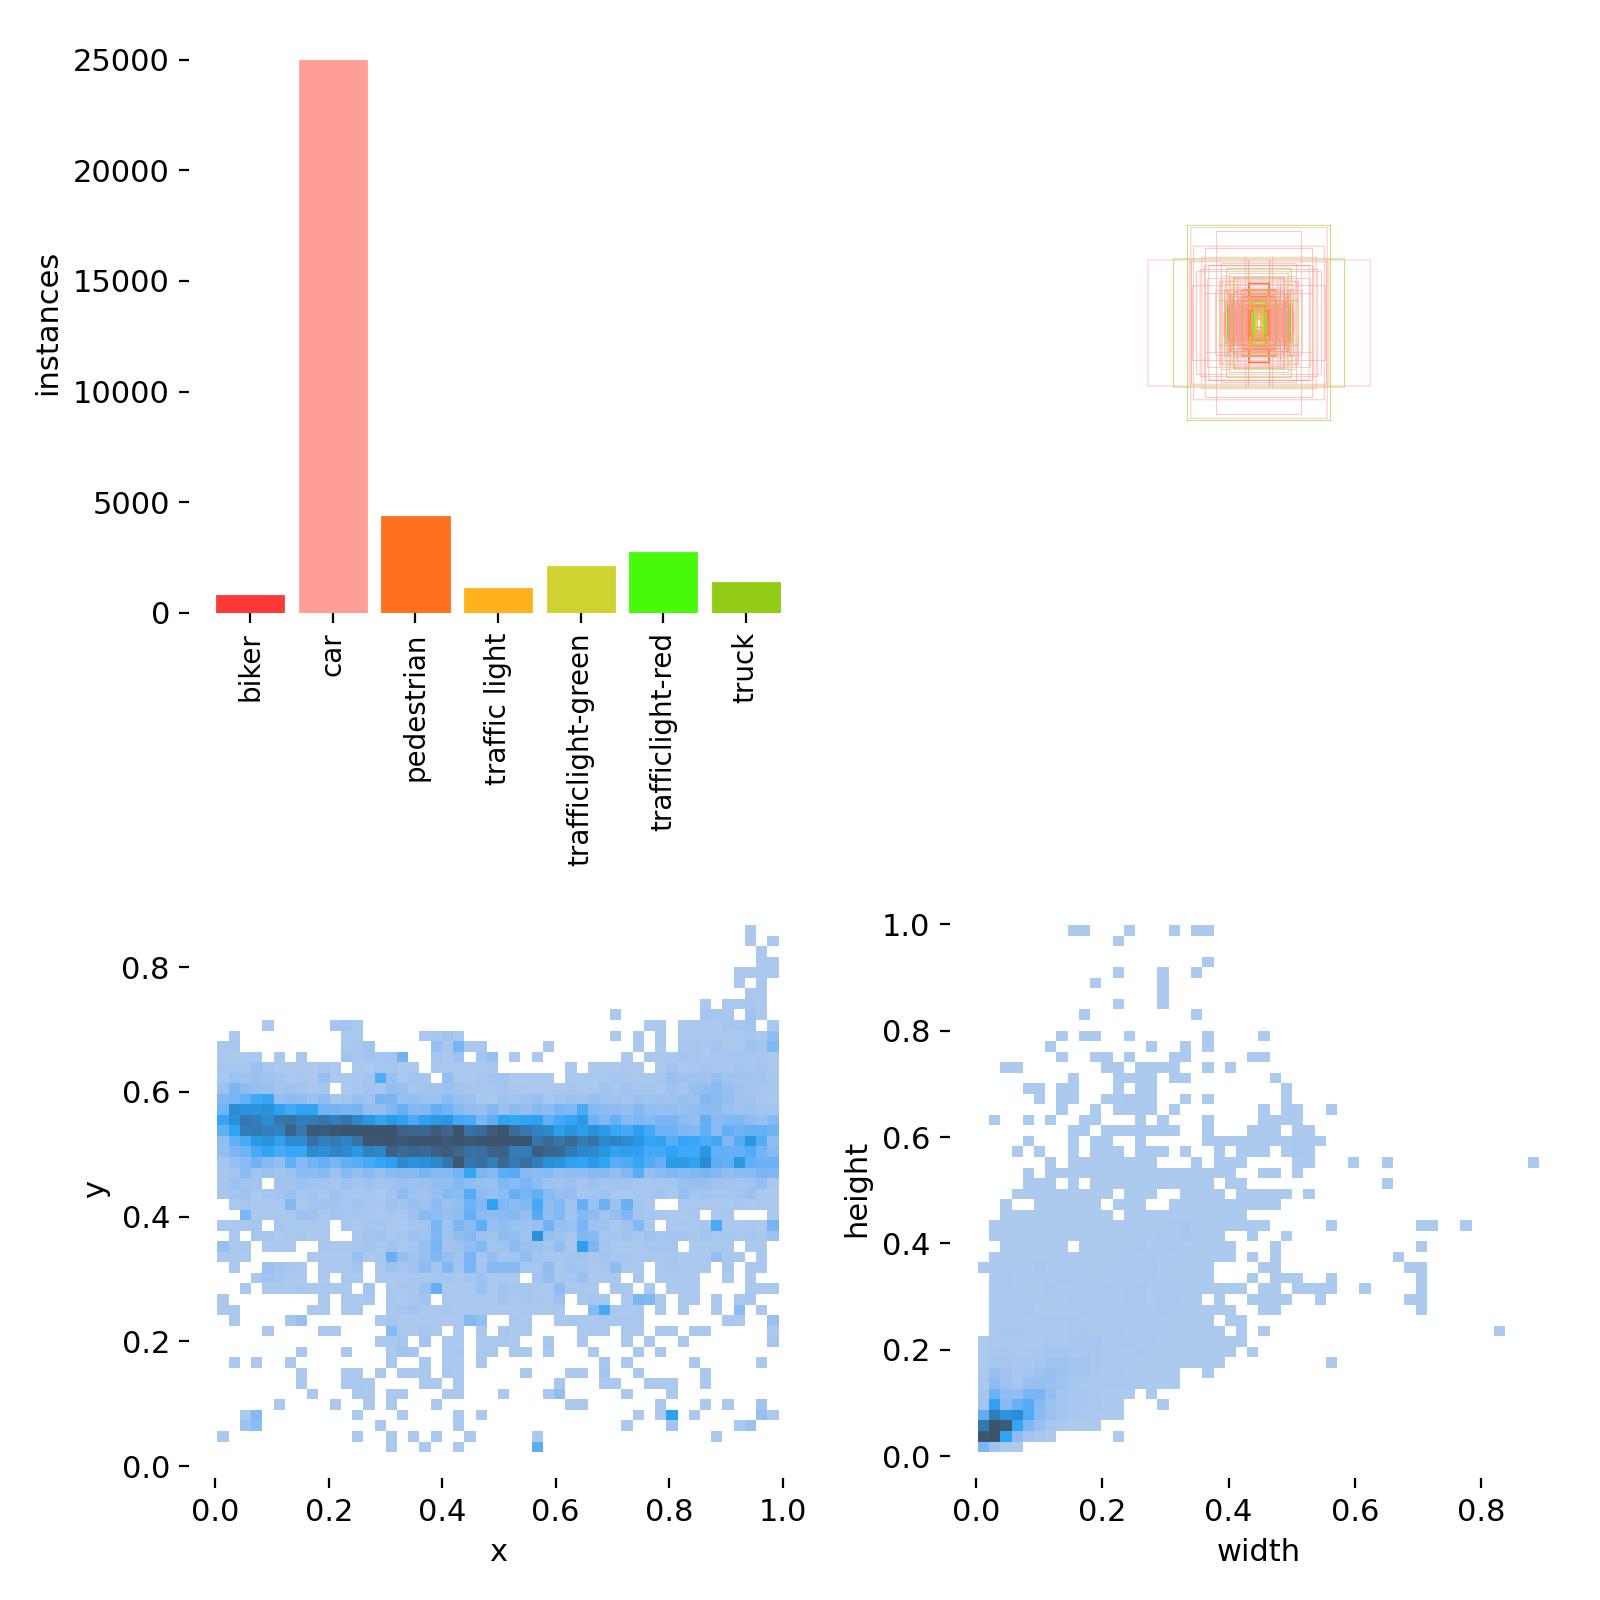 25000
20000
15000
10000
5000
0
instances
biker
car
pedestrian
traffic light
trafficlight-green
trafficlight-red
truck
0.8
0.6
0.4
0.2
0.0
y
0.0 0.2 0.4 0.6 0.8 1.0
x
1.0
0.8
0.6
0.4
0.2
0.0
height
0.0 0.2 0.4 0.6 0.8
width